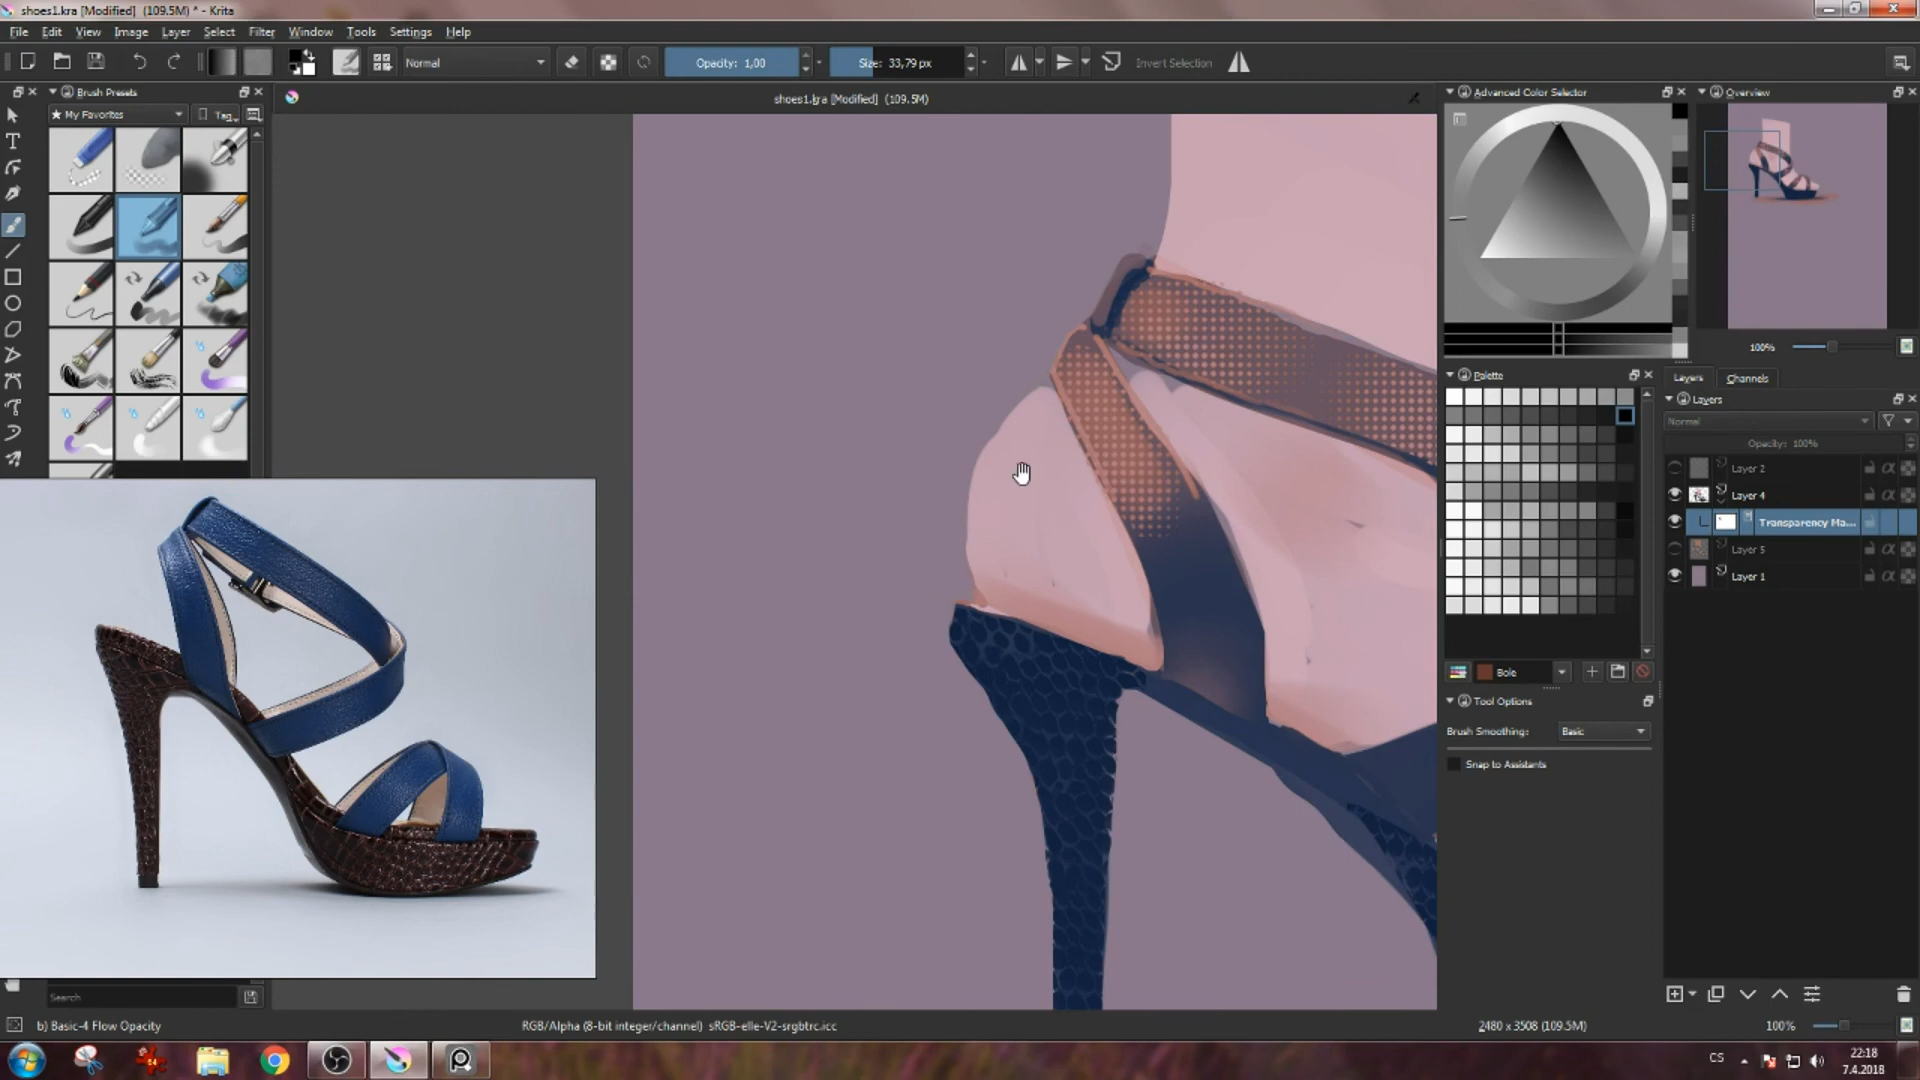 shoes1.kra [Modified] (109.5M) * - Krita
File Edit View Image Layer Select Filter Window Tools Settings Help
Normal Opacity: 1,00 Size: 33,79 px Invert Selection
Brush Presets
shoes1.kra [Modified] (109.5M)
Advanced Color Selector
Overview
My Favorites
Tag
100%
Palette
Layers Channels
Layers
Normal
Opacity: 100%
Layer 2
Layer 4
Transparency Ma...
Layer 5
Layer 1
Bole
Tool Options
Brush Smoothing: Basic
Snap to Assistants
Search
b) Basic-4 Flow Opacity
RGB/Alpha (8-bit integer/channel) sRGB-elle-V2-srgbtrc.icc
2480 x 3508 (109.5M)
100%
CS
22:18
7.4.2018